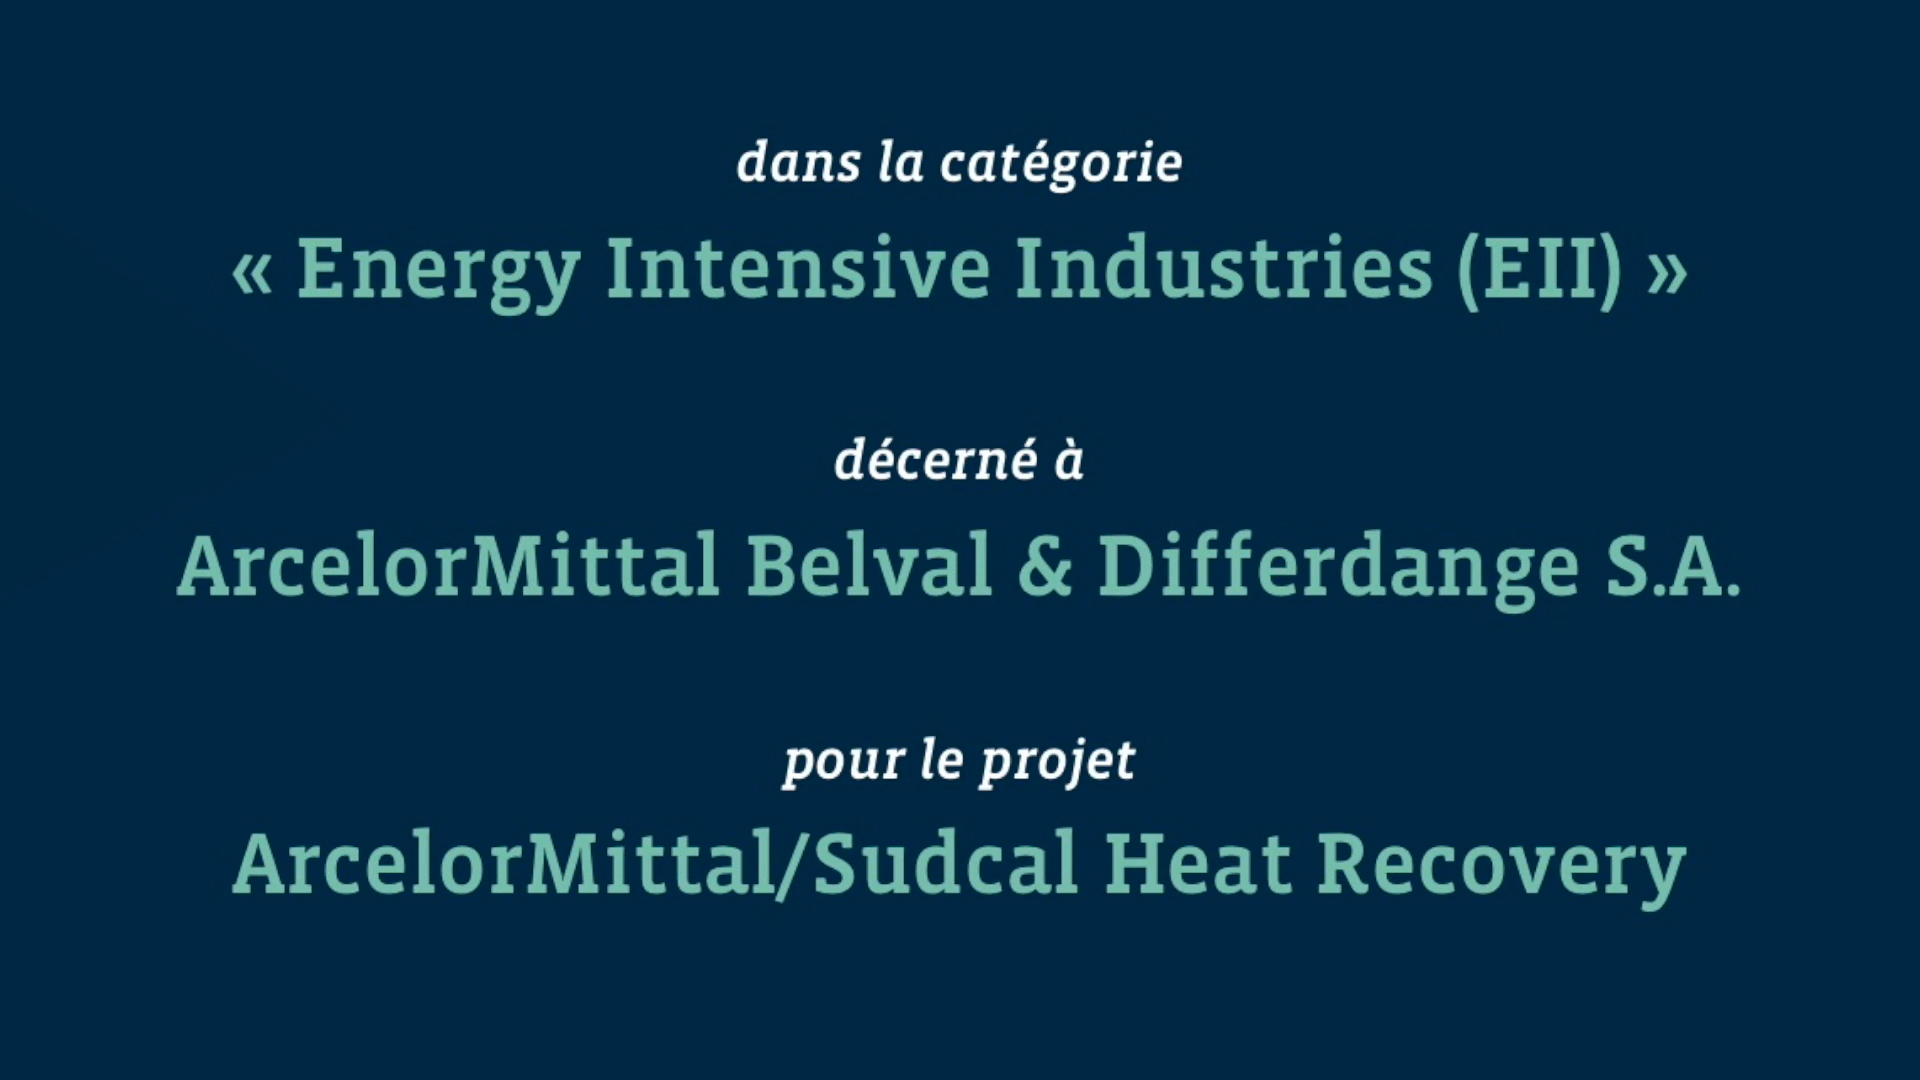 dans la catégorie
« Energy Intensive Industries (EII) »
décerné à
ArcelorMittal Belval & Differdange S.A.
pour le projet
ArcelorMittal/Sudcal Heat Recovery